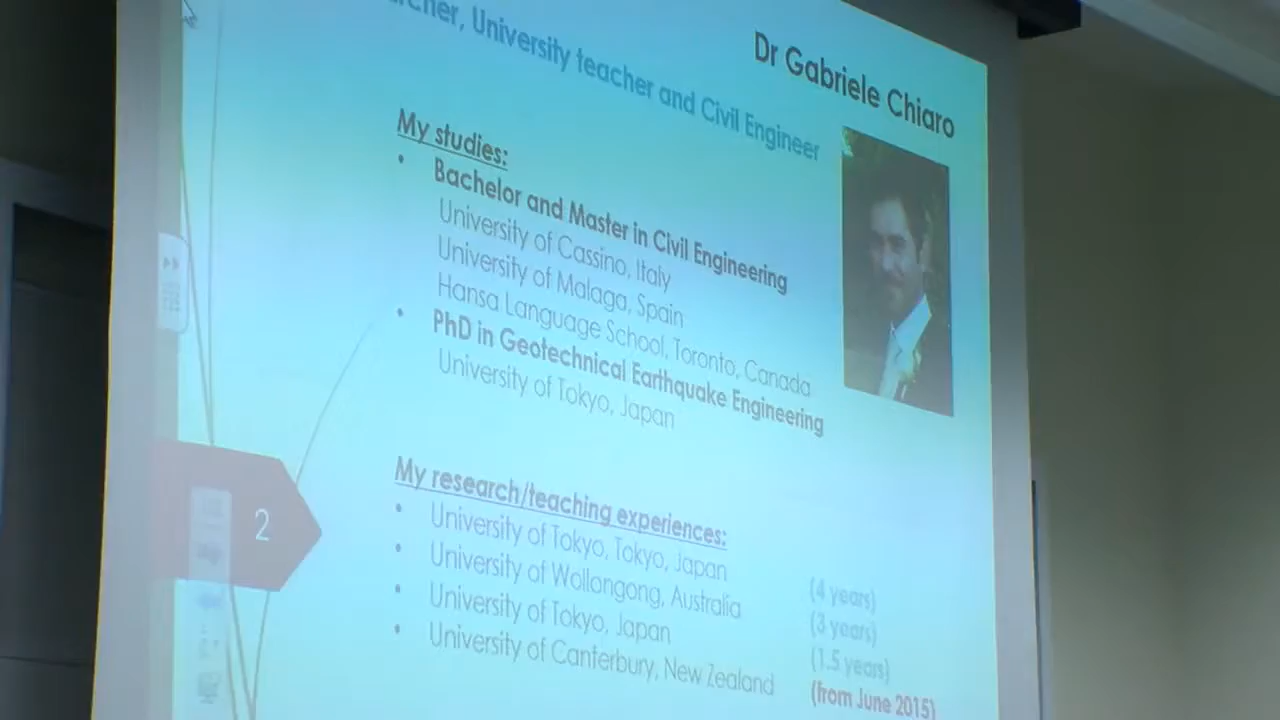 Dr Gabriele Chiaro
University teacher and Civil Engineer
My studies:
• Bachelor and Master in Civil Engineering
University of Cassino, Italy
University of Malaga, Spain
Hansa Language School, Toronto, Canada
• PhD in Geotechnical Earthquake Engineering
University of Tokyo, Japan
My research/teaching experiences:
• University of Tokyo, Tokyo, Japan (4 years)
• University of Wollongong, Australia (3 years)
• University of Tokyo, Japan (1.5 years)
• University of Canterbury, New Zealand (from June 2015)
2